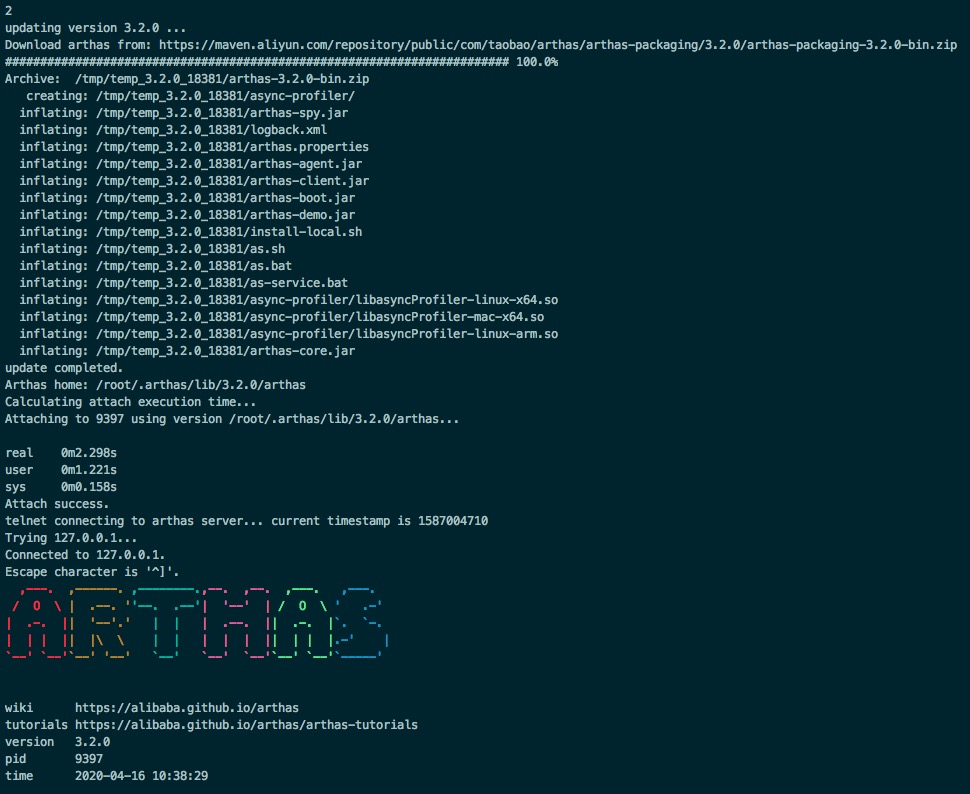 2
updating version 3.2.0 ...
Download arthas from: https://maven.aliyun.com/repository/public/com/taobao/arthas/arthas-packaging/3.2.0/arthas-packaging-3.2.0-bin.zip
######################################################################## 100.0%
Archive:  /tmp/temp_3.2.0_18381/arthas-3.2.0-bin.zip
   creating: /tmp/temp_3.2.0_18381/async-profiler/
  inflating: /tmp/temp_3.2.0_18381/arthas-spy.jar
  inflating: /tmp/temp_3.2.0_18381/logback.xml
  inflating: /tmp/temp_3.2.0_18381/arthas.properties
  inflating: /tmp/temp_3.2.0_18381/arthas-agent.jar
  inflating: /tmp/temp_3.2.0_18381/arthas-client.jar
  inflating: /tmp/temp_3.2.0_18381/arthas-boot.jar
  inflating: /tmp/temp_3.2.0_18381/arthas-demo.jar
  inflating: /tmp/temp_3.2.0_18381/install-local.sh
  inflating: /tmp/temp_3.2.0_18381/as.sh
  inflating: /tmp/temp_3.2.0_18381/as.bat
  inflating: /tmp/temp_3.2.0_18381/as-service.bat
  inflating: /tmp/temp_3.2.0_18381/async-profiler/libasyncProfiler-linux-x64.so
  inflating: /tmp/temp_3.2.0_18381/async-profiler/libasyncProfiler-mac-x64.so
  inflating: /tmp/temp_3.2.0_18381/async-profiler/libasyncProfiler-linux-arm.so
  inflating: /tmp/temp_3.2.0_18381/arthas-core.jar
update completed.
Arthas home: /root/.arthas/lib/3.2.0/arthas
Calculating attach execution time...
Attaching to 9397 using version /root/.arthas/lib/3.2.0/arthas...
real    0m2.298s
user    0m1.221s
sys     0m0.158s
Attach success.
telnet connecting to arthas server... current timestamp is 1587004710
Trying 127.0.0.1...
Connected to 127.0.0.1.
Escape character is '^]'.
ARTHAS
wiki      https://alibaba.github.io/arthas
tutorials https://alibaba.github.io/arthas/arthas-tutorials
version   3.2.0
pid       9397
time      2020-04-16 10:38:29